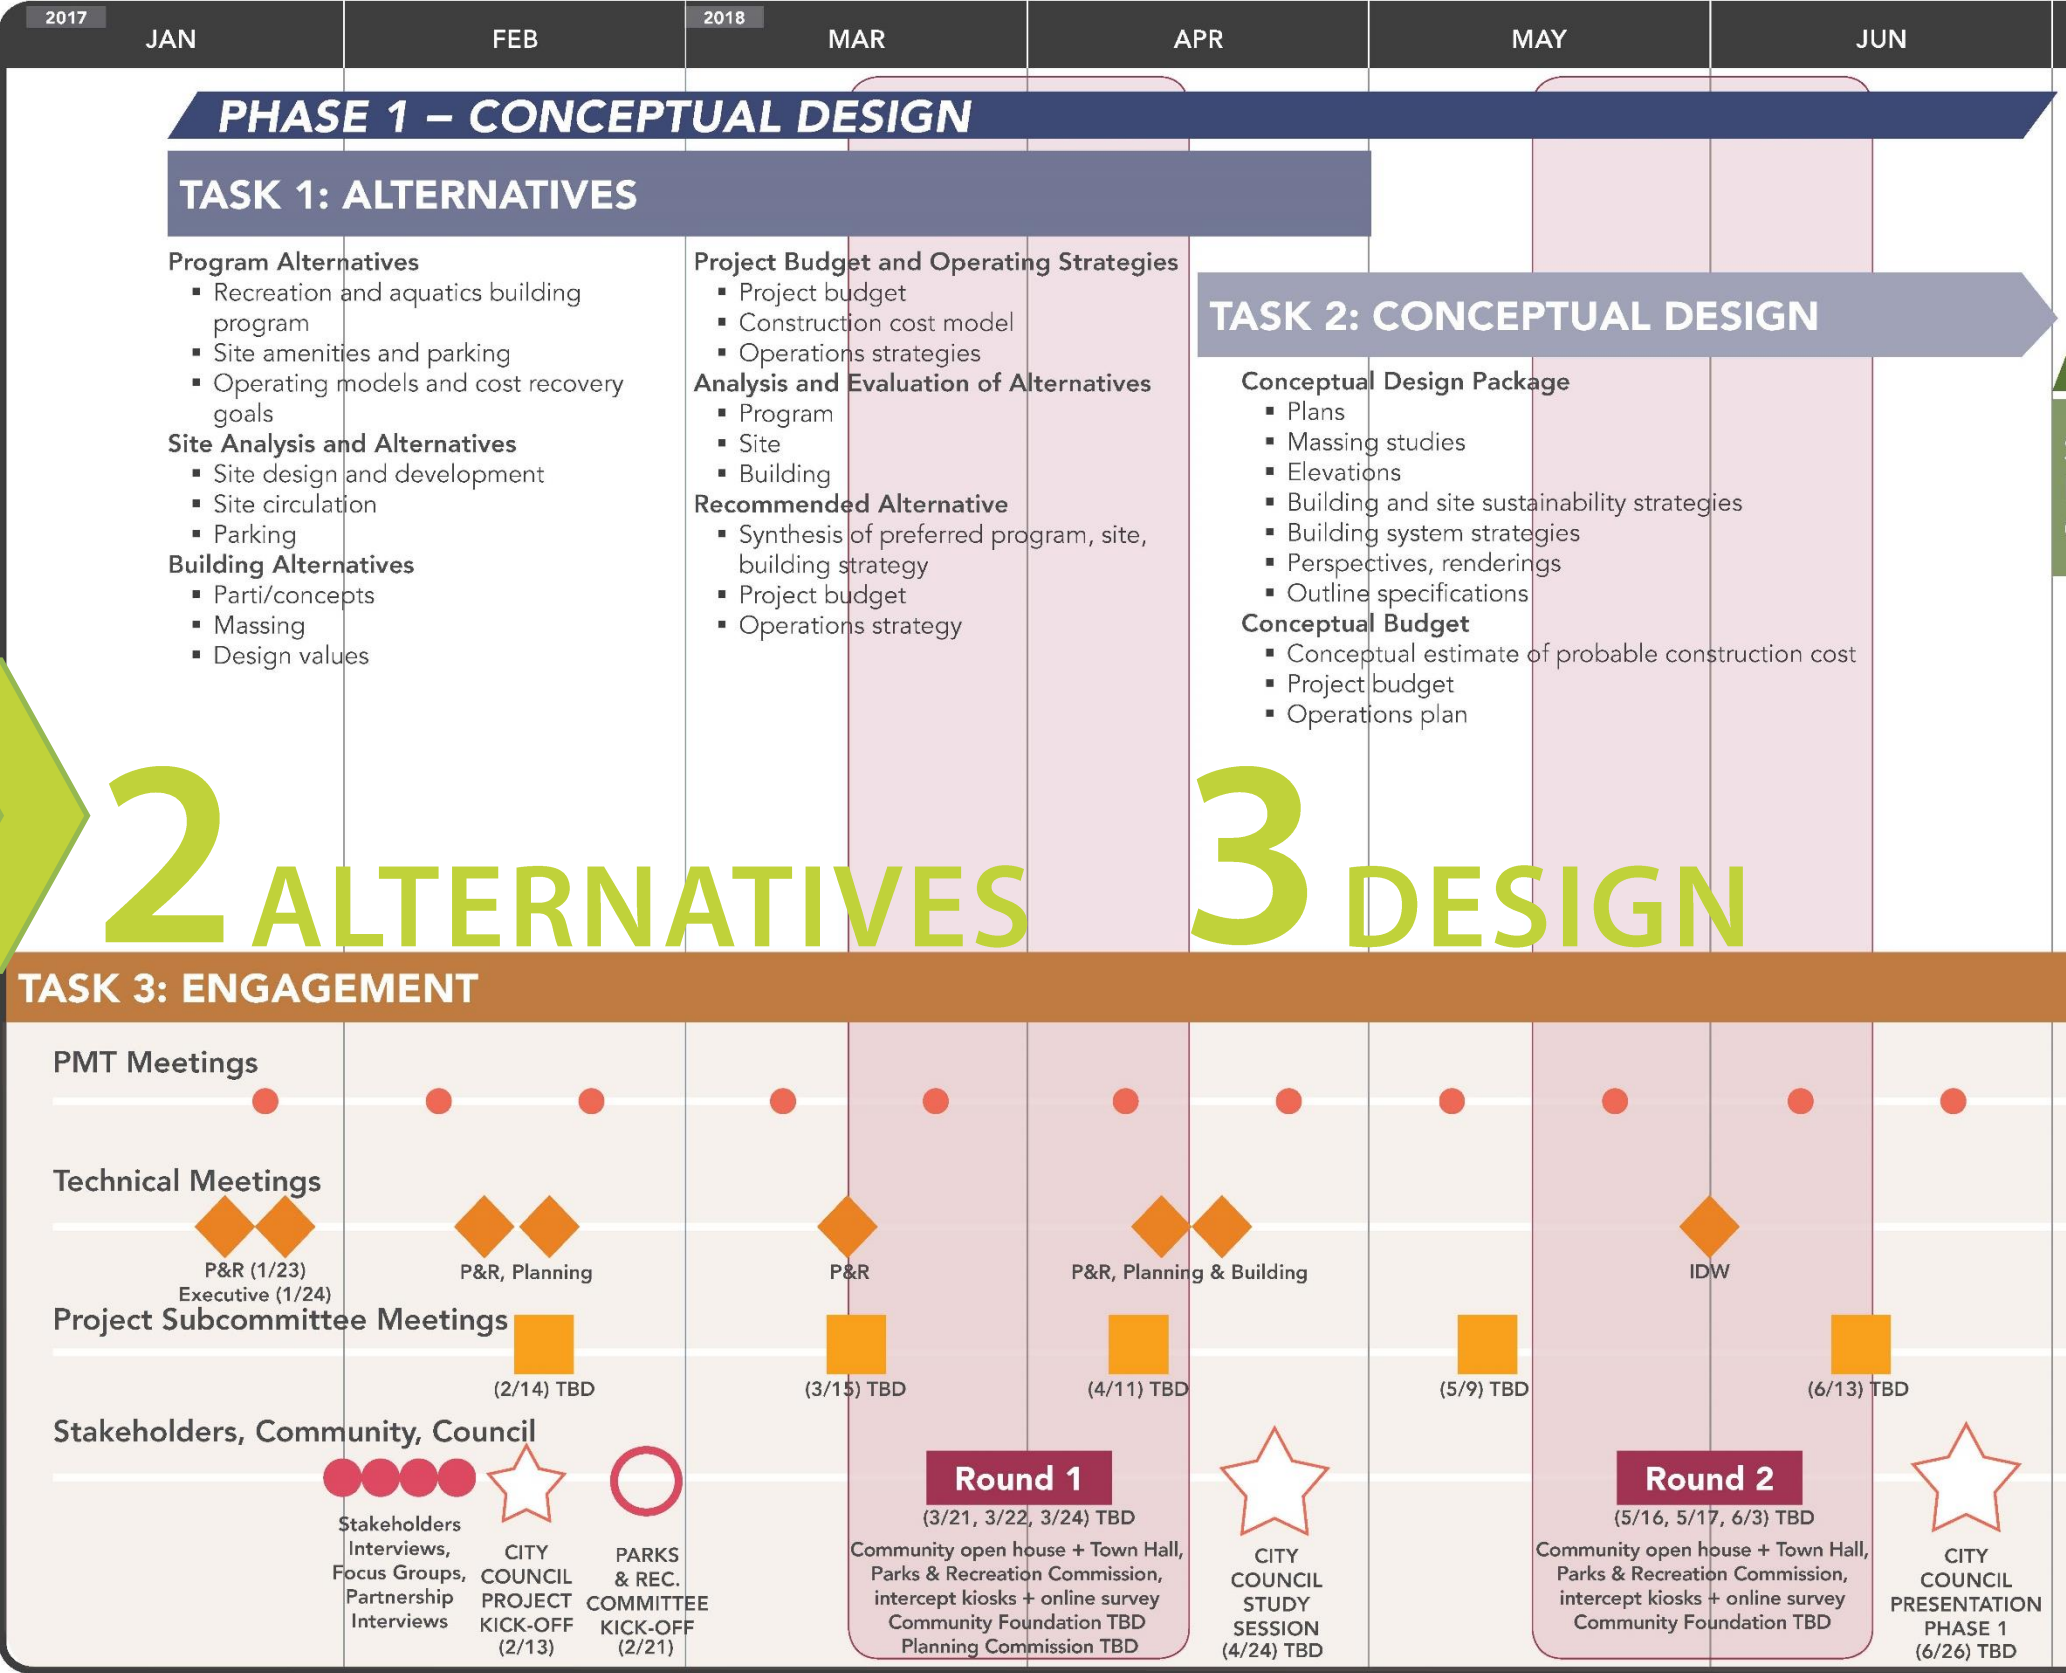 2017
2018
JAN
FEB
MAR
APR
MAY
JUN
PHASE 1 – CONCEPTUAL DESIGN
TASK 1: ALTERNATIVES
Program Alternatives
▪ Recreation and aquatics building
program
▪ Site amenities and parking
▪ Operating models and cost recovery
goals
Site Analysis and Alternatives
▪ Site design and development
▪ Site circulation
▪ Parking
Building Alternatives
▪ Parti/concepts
▪ Massing
▪ Design values
Project Budget and Operating Strategies
▪ Project budget
▪ Construction cost model
▪ Operations strategies
Analysis and Evaluation of Alternatives
▪ Program
▪ Site
▪ Building
Recommended Alternative
▪ Synthesis of preferred program, site,
building strategy
▪ Project budget
▪ Operations strategy
TASK 2: CONCEPTUAL DESIGN
Conceptual Design Package
▪ Plans
▪ Massing studies
▪ Elevations
▪ Building and site sustainability strategies
▪ Building system strategies
▪ Perspectives, renderings
▪ Outline specifications
Conceptual Budget
▪ Conceptual estimate of probable construction cost
▪ Project budget
▪ Operations plan
2 ALTERNATIVES
3 DESIGN
TASK 3: ENGAGEMENT
PMT Meetings
Technical Meetings
P&R (1/23)
Executive (1/24)
P&R, Planning
P&R
P&R, Planning & Building
IDW
Project Subcommittee Meetings
(2/14) TBD
(3/15) TBD
(4/11) TBD
(5/9) TBD
(6/13) TBD
Stakeholders, Community, Council
Stakeholders
Interviews,
Focus Groups,
Partnership
Interviews
CITY
COUNCIL
PROJECT
KICK-OFF
(2/13)
PARKS
& REC.
COMMITTEE
KICK-OFF
(2/21)
Round 1
(3/21, 3/22, 3/24) TBD
Community open house + Town Hall,
Parks & Recreation Commission,
intercept kiosks + online survey
Community Foundation TBD
Planning Commission TBD
CITY
COUNCIL
STUDY
SESSION
(4/24) TBD
Round 2
(5/16, 5/17, 6/3) TBD
Community open house + Town Hall,
Parks & Recreation Commission,
intercept kiosks + online survey
Community Foundation TBD
CITY
COUNCIL
PRESENTATION
PHASE 1
(6/26) TBD